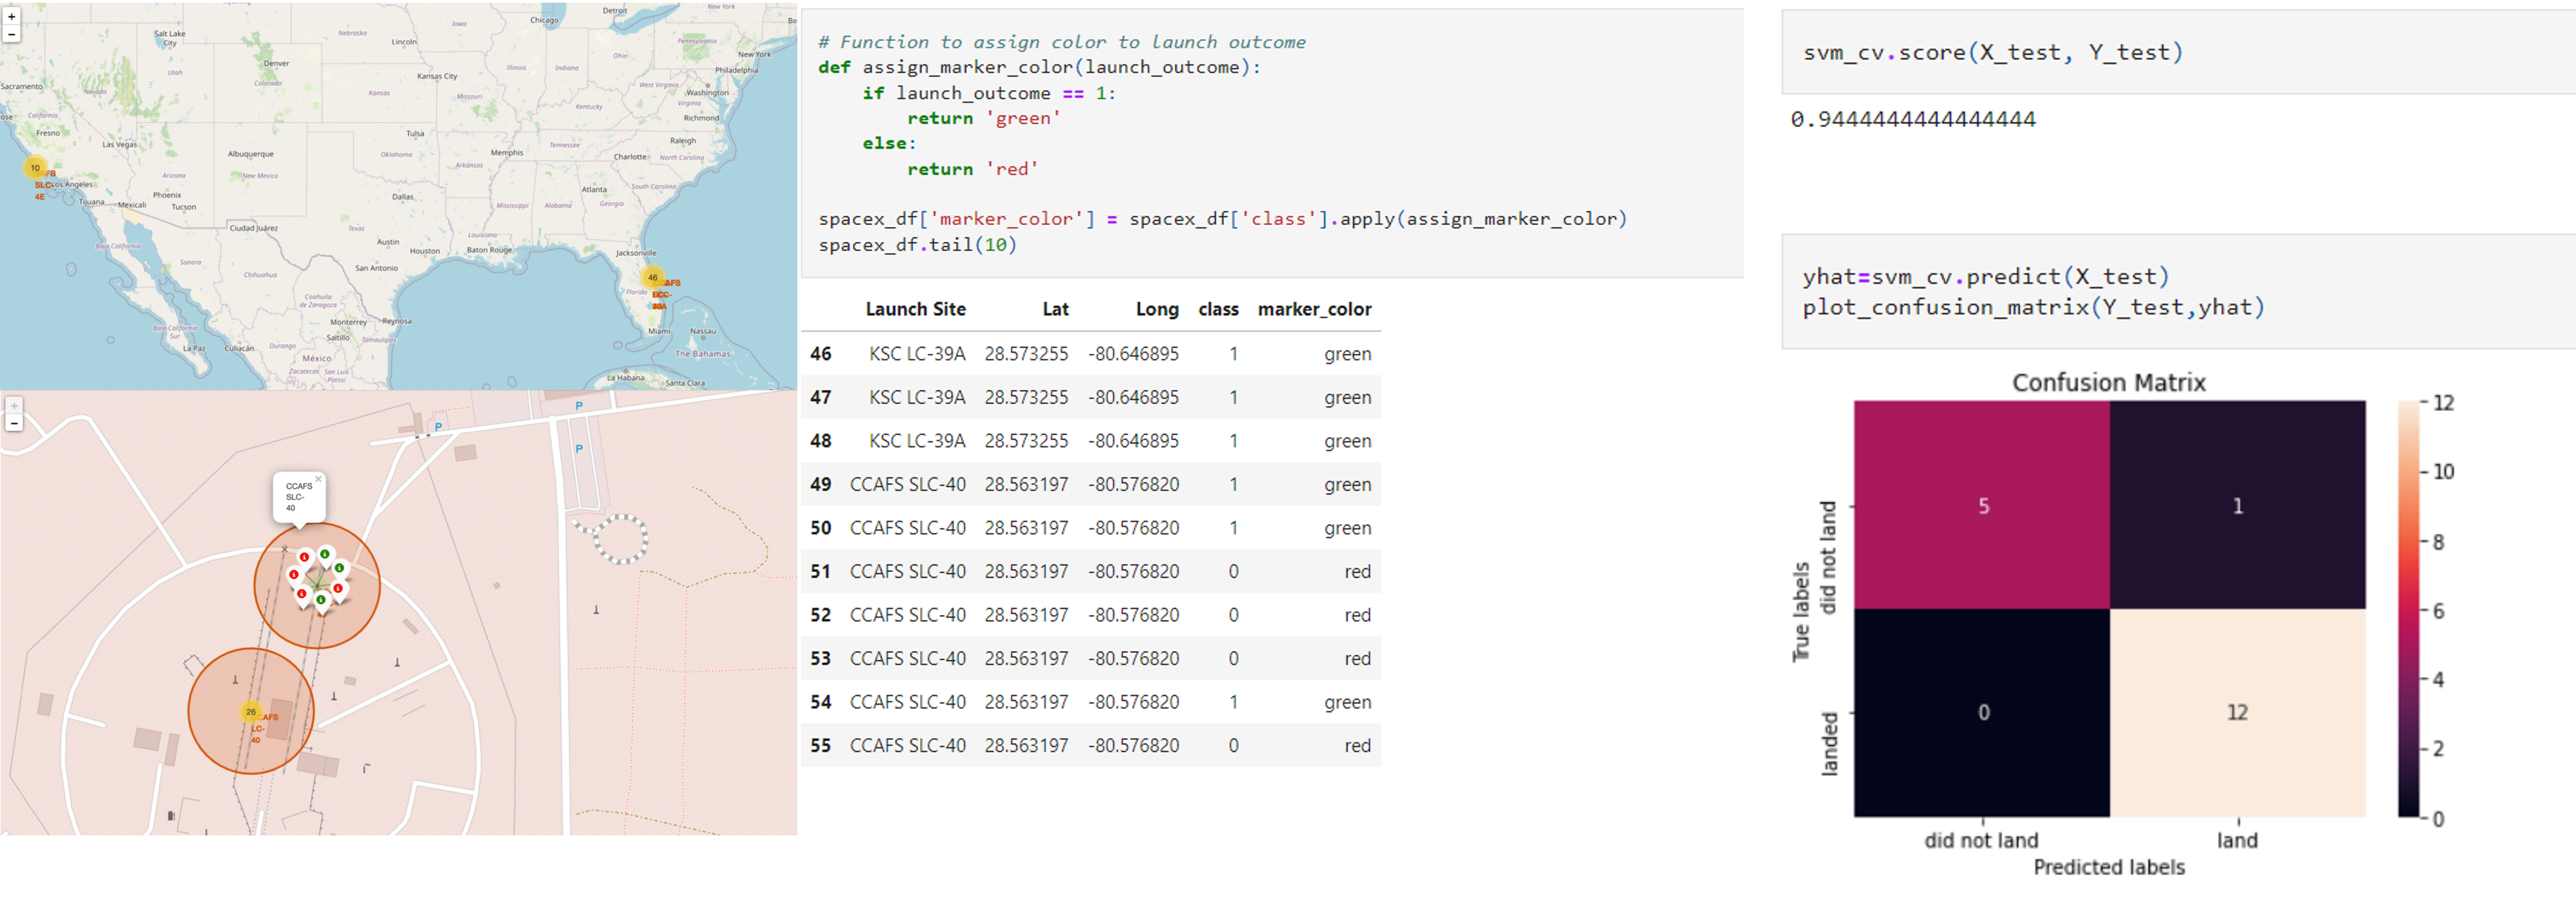 +
−
New York
Iowa
Chicago
Detroit
Salt Lake
City
Nebraska
Lincoln
Pennsylvania
New York
Denver
Illinois
Indiana
Ohio
Philadelphia
Utah
Colorado
Kansas City
West Virginia
Washington
Sacramento
Nevada
Kansas
Missouri
Virginia
Kentucky
Richmond
California
Fresno
Las Vegas
Tulsa
Raleigh
Albuquerque
Oklahoma
Memphis
Tennessee
Charlotte
North Carolina
10
AFB
SLC-
4E
Los Angeles
Arizona
New Mexico
Arkansas
Phoenix
Atlanta
South Carolina
Tijuana
Mexicali
Tucson
Dallas
Mississippi
Alabama
Georgia
Ciudad Juárez
Texas
Louisiana
Austin
Houston
Baton Rouge
Jacksonville
Baja California
Sonora
Chihuahua
San Antonio
46
AFS
Florida
Coahuila
de Zaragoza
Monterrey
Reynosa
Miami
Nassau
Baja California
Sur
Saltillo
Tamaulipas
La Paz
Culiacán
Durango
Nuevo León
México
The Bahamas
Zacatecas
San Luis
Potosí
La Habana
Santa Clara
+
−
P
P
P
CCAFS
SLC-
40
×
26
CCAFS
LC-
40
# Function to assign color to launch outcome
def assign_marker_color(launch_outcome):
if launch_outcome == 1:
return 'green'
else:
return 'red'
spacex_df['marker_color'] = spacex_df['class'].apply(assign_marker_color)
spacex_df.tail(10)
Launch Site Lat Long class marker_color
46 KSC LC-39A 28.573255 -80.646895 1 green
47 KSC LC-39A 28.573255 -80.646895 1 green
48 KSC LC-39A 28.573255 -80.646895 1 green
49 CCAFS SLC-40 28.563197 -80.576820 1 green
50 CCAFS SLC-40 28.563197 -80.576820 1 green
51 CCAFS SLC-40 28.563197 -80.576820 0 red
52 CCAFS SLC-40 28.563197 -80.576820 0 red
53 CCAFS SLC-40 28.563197 -80.576820 0 red
54 CCAFS SLC-40 28.563197 -80.576820 1 green
55 CCAFS SLC-40 28.563197 -80.576820 0 red
svm_cv.score(X_test, Y_test)
0.9444444444444444
yhat=svm_cv.predict(X_test)
plot_confusion_matrix(Y_test,yhat)
Confusion Matrix
True labels
did not land
landed
5
1
0
12
did not land
land
Predicted labels
12
10
8
6
4
2
0